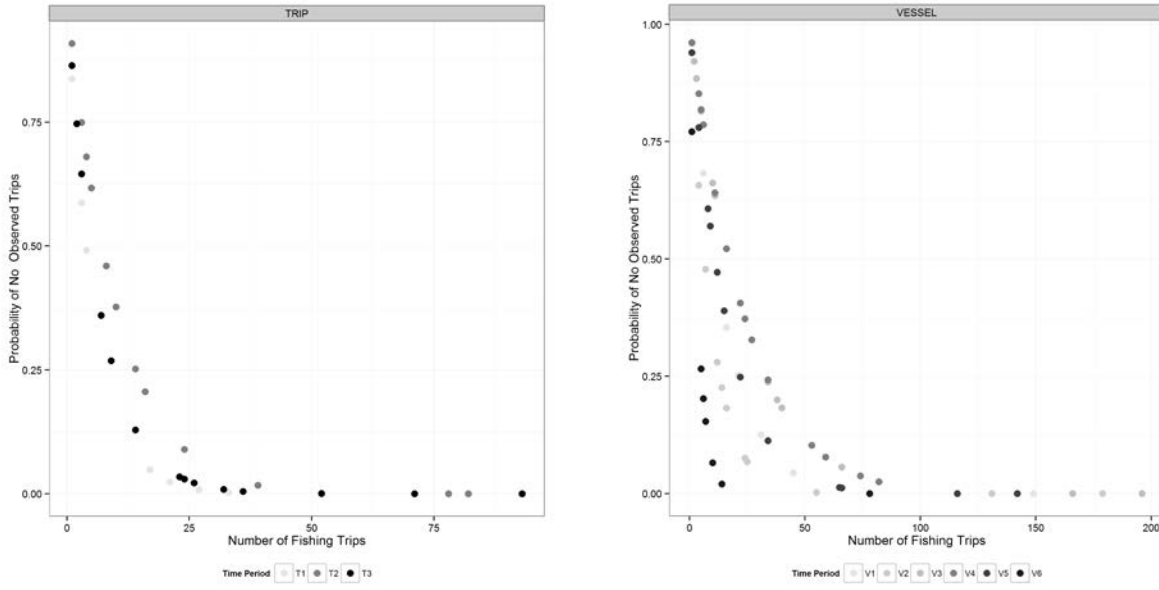 TRIP
0.75
0.50
0.25
0.00
Probability of No Observed Trips
0
25
50
75
Number of Fishing Trips
Time Period T1 T2 T3
VESSEL
1.00
0.75
0.50
0.25
0.00
Probability of No Observed Trips
0
50
100
150
200
Number of Fishing Trips
Time Period V1 V2 V3 V4 V5 V6